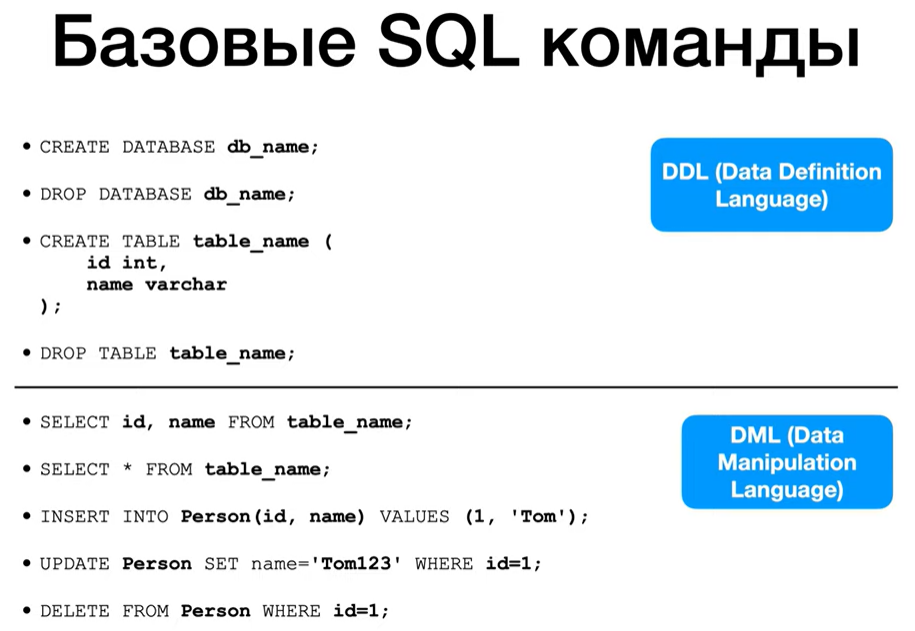 Базовые SQL команды
• CREATE DATABASE db_name;
DDL (Data Definition
Language)
• DROP DATABASE db_name;
• CREATE TABLE table_name (
id int,
name varchar
);
• DROP TABLE table_name;
• SELECT id, name FROM table_name;
DML (Data
Manipulation
Language)
• SELECT * FROM table_name;
• INSERT INTO Person(id, name) VALUES (1, 'Tom');
• UPDATE Person SET name='Tom123' WHERE id=1;
• DELETE FROM Person WHERE id=1;